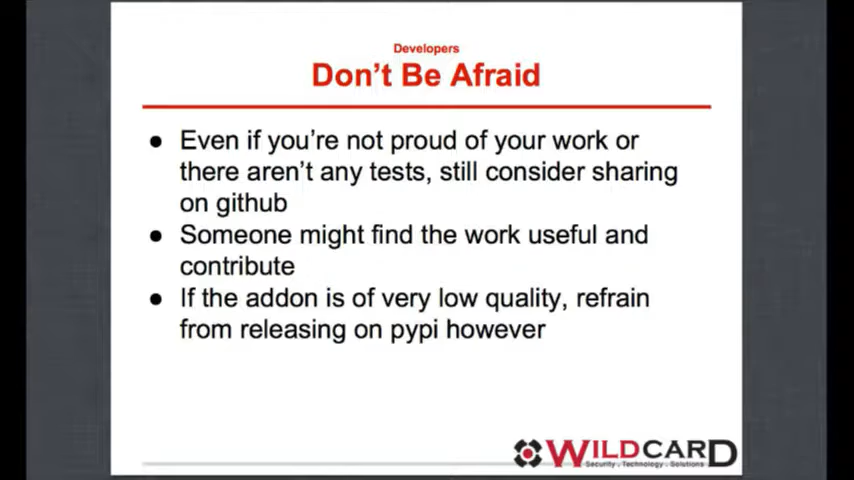 Developers
Don't Be Afraid
● Even if you're not proud of your work or
there aren't any tests, still consider sharing
on github
● Someone might find the work useful and
contribute
● If the addon is of very low quality, refrain
from releasing on pypi however
WILDCARD
Security . Technology . Solutions